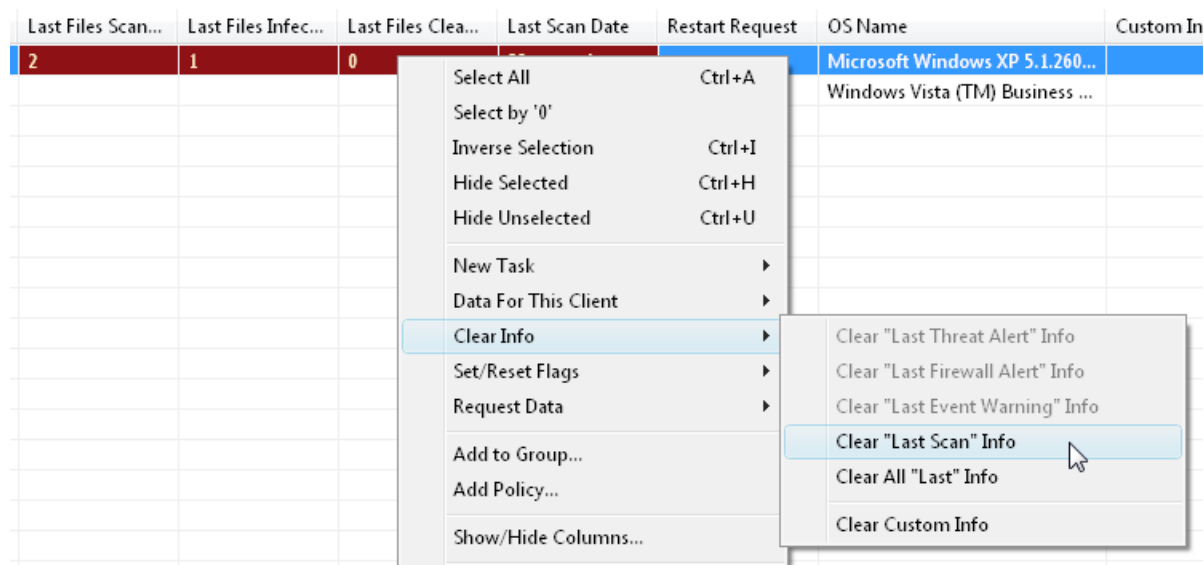 Last Files Scan... Last Files Infec... Last Files Clea... Last Scan Date Restart Request OS Name Custom In
2 1 0 Microsoft Windows XP 5.1.260...
Windows Vista (TM) Business ...
Select All Ctrl+A
Select by '0'
Inverse Selection Ctrl+I
Hide Selected Ctrl+H
Hide Unselected Ctrl+U
New Task
Data For This Client
Clear Info
Set/Reset Flags
Request Data
Add to Group...
Add Policy...
Show/Hide Columns...
Clear "Last Threat Alert" Info
Clear "Last Firewall Alert" Info
Clear "Last Event Warning" Info
Clear "Last Scan" Info
Clear All "Last" Info
Clear Custom Info